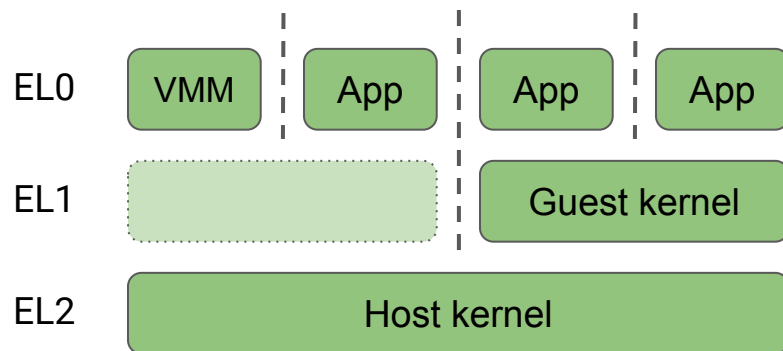 EL0 VMM App App App
EL1 Guest kernel
EL2 Host kernel